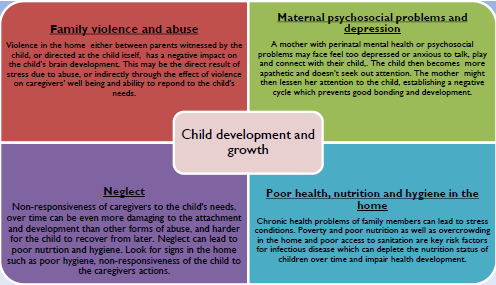 Family violence and abuse
Violence in the home either between parents witnessed by the
child, or directed at the child itself, has a negative impact on
the child's brain development. This may be the direct result of
stress due to abuse, or indirectly through the effect of violence
on caregivers' well being and ability to repond to the child's
needs.
Maternal psychosocial problems and
depression
A mother with perinatal mental health or psychosocial
problems may face feel too depressed or anxious to talk, play
and connect with their child,. The child then becomes more
apathetic and doesn't seek out attention. The mother might
then lessen her attention to the child, establishing a negative
cycle which prevents good bonding and development.
Child development and
growth
Neglect
Non-responsiveness of caregivers to the child's needs,
over time can be even more damaging to the attachment
and development than other forms of abuse, and harder
for the child to recover from later. Neglect can lead to
poor nutrtion and hygiene. Look for signs in the home
such as poor hygiene, non-responsiveness of the child to
the caregivers actions.
Poor health, nutrition and hygiene in the
home
Chronic health problems of family members can lead to stress
conditions. Poverty and poor nutrition as well as overcrowding
in the home and poor access to sanitation are key risk factors
for infectious disease which can deplete the nutrition status of
children over time and impair health development.